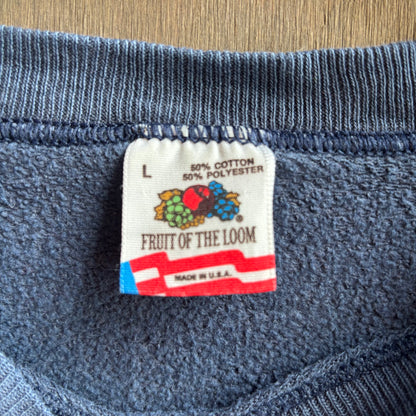 L
50% COTTON
50% POLYESTER
®
FRUIT OF THE LOOM
MADE IN U.S.A.